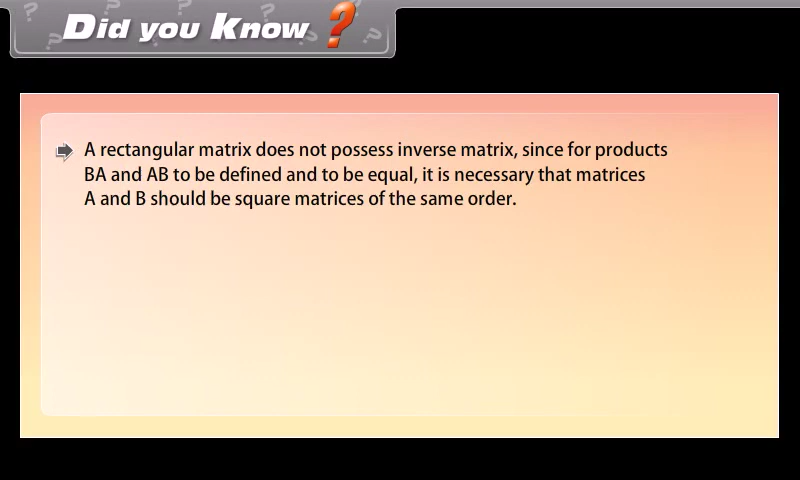 Did you Know ?
A rectangular matrix does not possess inverse matrix, since for products
BA and AB to be defined and to be equal, it is necessary that matrices
A and B should be square matrices of the same order.